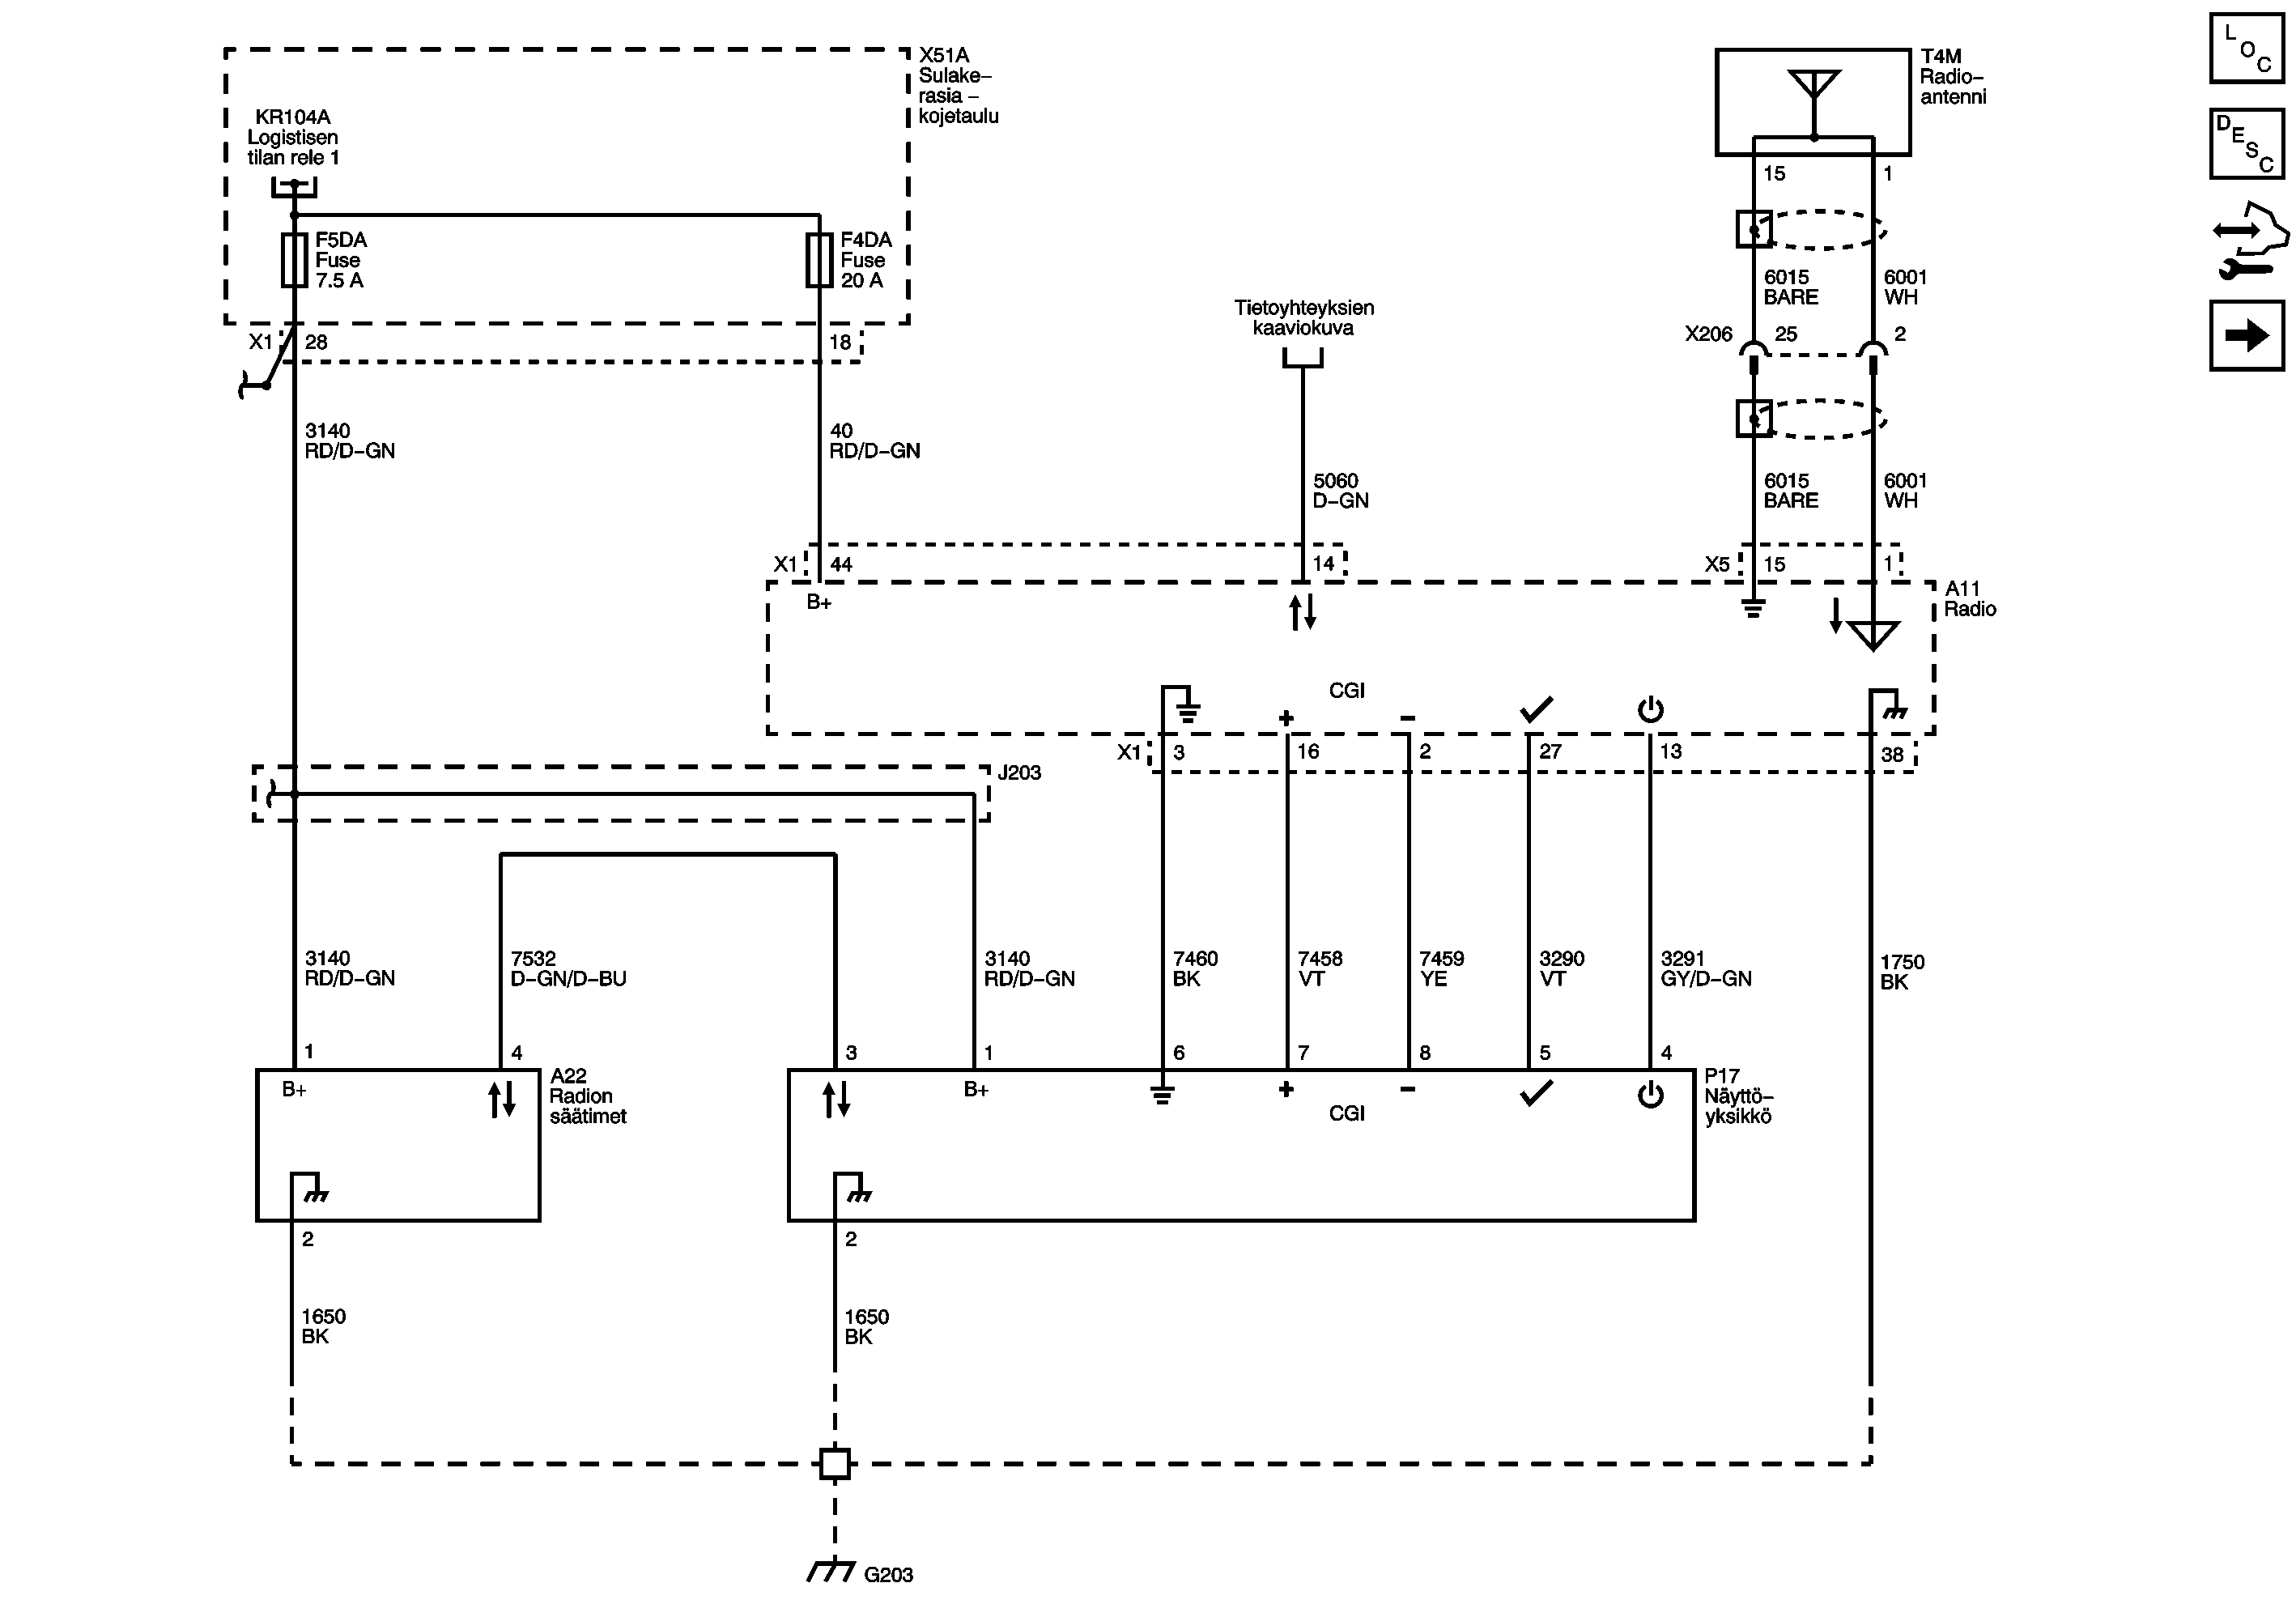 X51A
Sulake–
rasia –
kojetaulu
KR104A
Logistisen
tilan rele 1
F5DA
Fuse
7.5 A
F4DA
Fuse
20 A
X1
28
18
3140
RD/D–GN
40
RD/D–GN
Tietoyhteyksien
kaaviokuva
5060
D–GN
T4M
Radio–
antenni
15
1
6015
BARE
6001
WH
X206
25
2
6015
BARE
6001
WH
L
O
C
D
E
S
C
X1
44
14
X5
15
1
B+
A11
Radio
CGI
+
–
X1
3
16
2
27
13
38
J203
3140
RD/D–GN
7532
D–GN/D–BU
3140
RD/D–GN
7460
BK
7458
VT
7459
YE
3290
VT
3291
GY/D–GN
1750
BK
1
4
3
1
6
7
8
5
4
B+
A22
Radion
säätimet
B+
+
–
CGI
P17
Näyttö–
yksikkö
2
2
1650
BK
1650
BK
G203